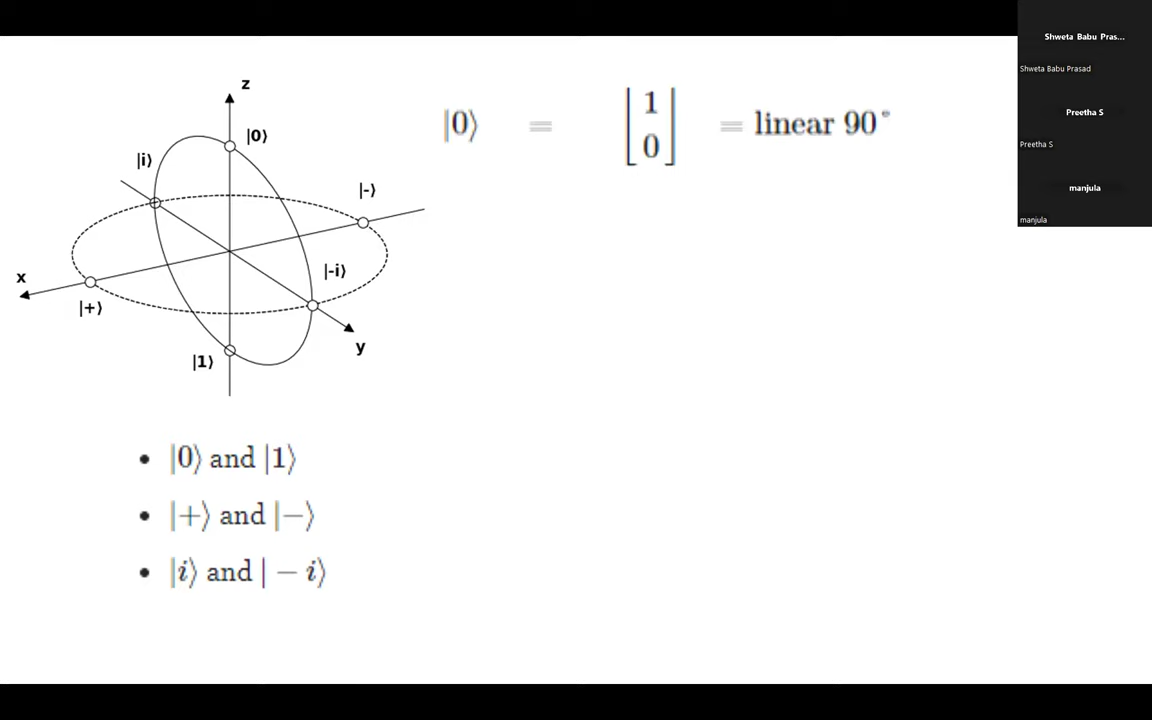 z
|0⟩
|i⟩
|-⟩
|-i⟩
x
|+⟩
y
|1⟩
|0⟩ = [1 0] = linear 90°
• |0⟩ and |1⟩
• |+⟩ and |−⟩
• |i⟩ and | − i⟩
Shweta Babu Pras...
Shweta Babu Prasad
Preetha S
Preetha S
manjula
manjula